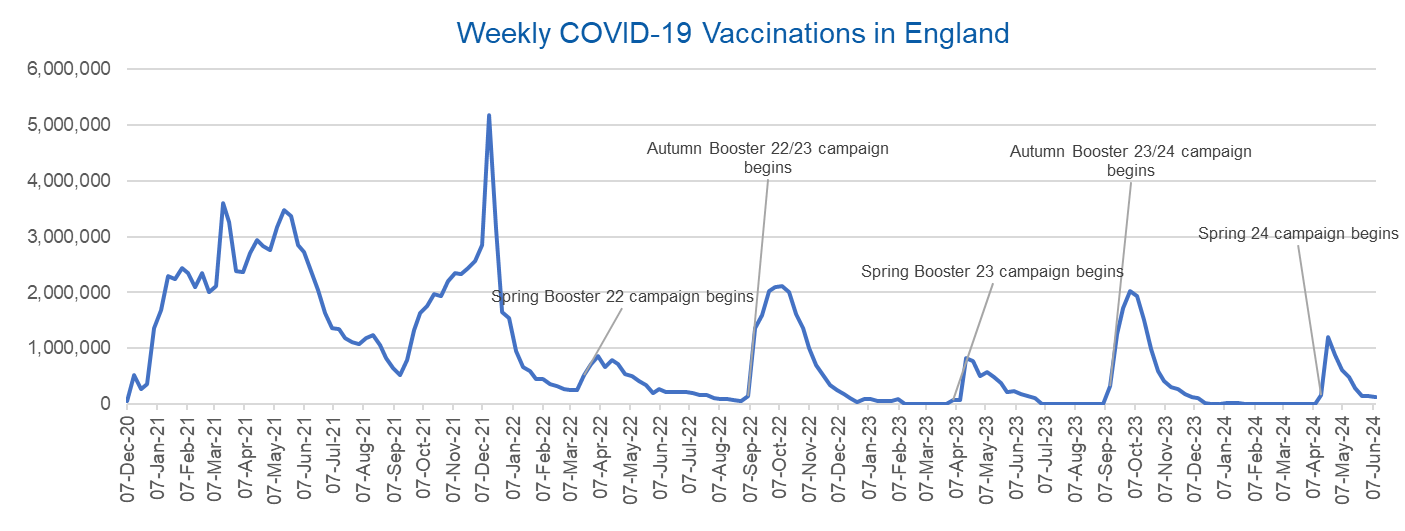 Weekly COVID-19 Vaccinations in England
6,000,000
5,000,000
4,000,000
3,000,000
2,000,000
1,000,000
0
Autumn Booster 22/23 campaign
begins
Autumn Booster 23/24 campaign
begins
Spring 24 campaign begins
Spring Booster 23 campaign begins
Spring Booster 22 campaign begins
07-Dec-20
07-Jan-21
07-Feb-21
07-Mar-21
07-Apr-21
07-May-21
07-Jun-21
07-Jul-21
07-Aug-21
07-Sep-21
07-Oct-21
07-Nov-21
07-Dec-21
07-Jan-22
07-Feb-22
07-Mar-22
07-Apr-22
07-May-22
07-Jun-22
07-Jul-22
07-Aug-22
07-Sep-22
07-Oct-22
07-Nov-22
07-Dec-22
07-Jan-23
07-Feb-23
07-Mar-23
07-Apr-23
07-May-23
07-Jun-23
07-Jul-23
07-Aug-23
07-Sep-23
07-Oct-23
07-Nov-23
07-Dec-23
07-Jan-24
07-Feb-24
07-Mar-24
07-Apr-24
07-May-24
07-Jun-24